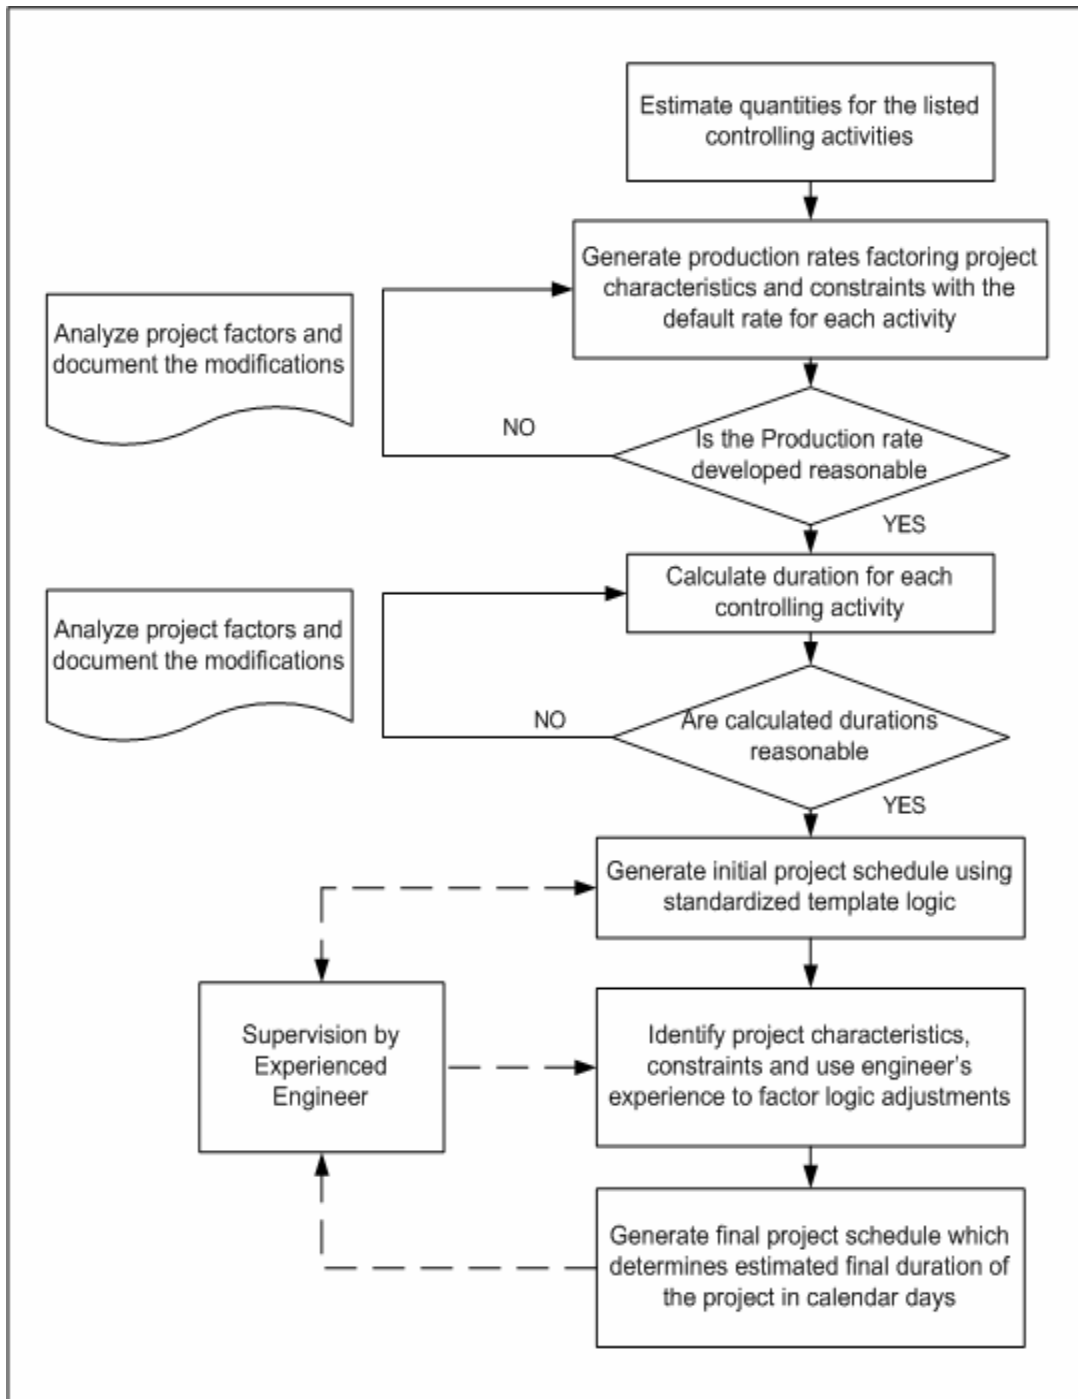 Estimate quantities for the listed
controlling activities
Generate production rates factoring project
characteristics and constraints with the
default rate for each activity
Analyze project factors and
document the modifications
NO
Is the Production rate
developed reasonable
YES
Calculate duration for each
controlling activity
Analyze project factors and
document the modifications
NO
Are calculated durations
reasonable
YES
Generate initial project schedule using
standardized template logic
Supervision by
Experienced
Engineer
Identify project characteristics,
constraints and use engineer's
experience to factor logic adjustments
Generate final project schedule which
determines estimated final duration of
the project in calendar days